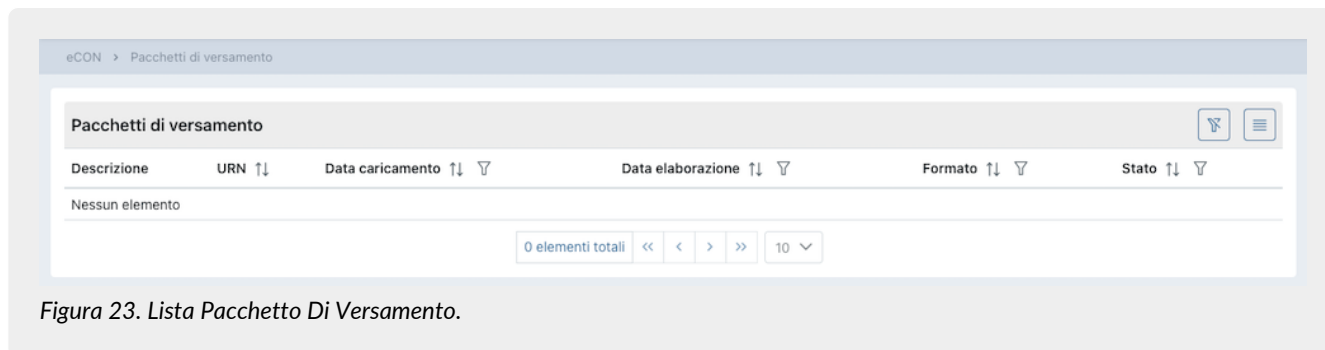 eCON > Pacchetti di versamento
Pacchetti di versamento
Descrizione URN Data caricamento Data elaborazione Formato Stato
Nessun elemento
0 elementi totali << < > >> 10
Figura 23. Lista Pacchetto Di Versamento.